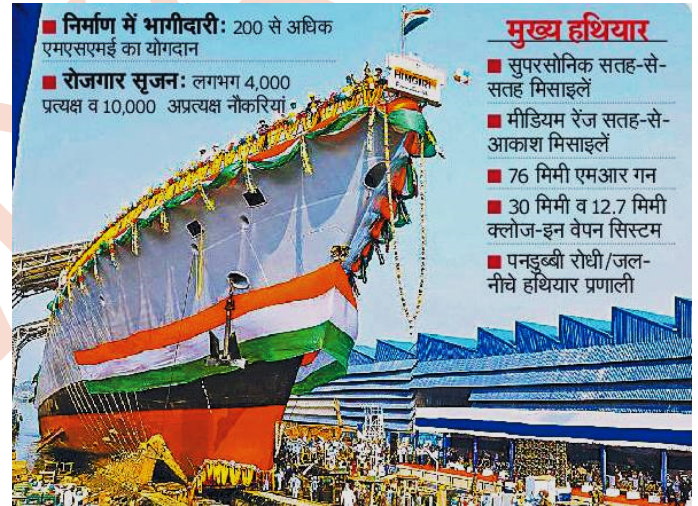 ■ निर्माण में भागीदारी: 200 से अधिक
एमएसएमई का योगदान
■ रोजगार सृजन: लगभग 4,000
प्रत्यक्ष व 10,000 अप्रत्यक्ष नौकरियां
मुख्य हथियार
■ सुपरसोनिक सतह-से-
सतह मिसाइलें
■ मीडियम रेंज सतह-से-
आकाश मिसाइलें
■ 76 मिमी एमआर गन
■ 30 मिमी व 12.7 मिमी
क्लोज-इन वेपन सिस्टम
■ पनडुब्बी रोधी/जल-
नीचे हथियार प्रणाली